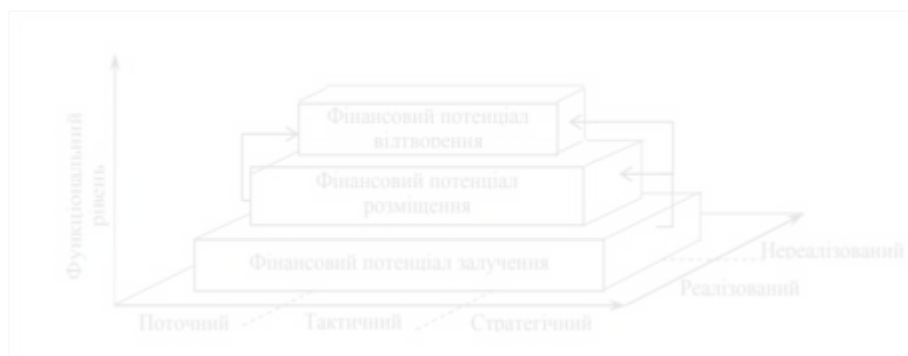 Функціональний
рівень
Фінансовий потенціал
відтворення
Фінансовий потенціал
розміщення
Фінансовий потенціал залучення
Нереалізований
Реалізований
Поточний
Тактичний
Стратегічний